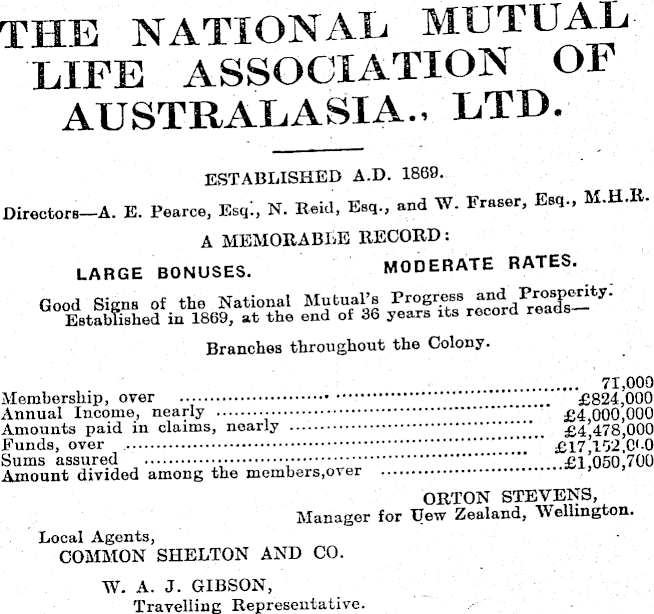 THE NATIONAL MUTUAL
LIFE ASSOCIATION OF
AUSTRALASIA., LTD.
ESTABLISHED A.D. 1869.
Directors—A. E. Pearce, Esq., N. Reid, Esq., and W. Fraser, Esq., M.H.R.
A MEMORABLE RECORD:
LARGE BONUSES. MODERATE RATES.
Good Signs of the National Mutual's Progress and Prosperity.
Established in 1869, at the end of 36 years its record reads—
Branches throughout the Colony.
Membership, over ........ 71,000
Annual Income, nearly ........ £824,000
Amounts paid in claims, nearly ........ £4,000,000
Funds, over ........ £4,478,000
Sums assured ........ £17,152,000
Amount divided among the members,over ........ £1,050,700
ORTON STEVENS,
Manager for Uew Zealand, Wellington.
Local Agents,
COMMON SHELTON AND CO.
W. A. J. GIBSON,
Travelling Representative.